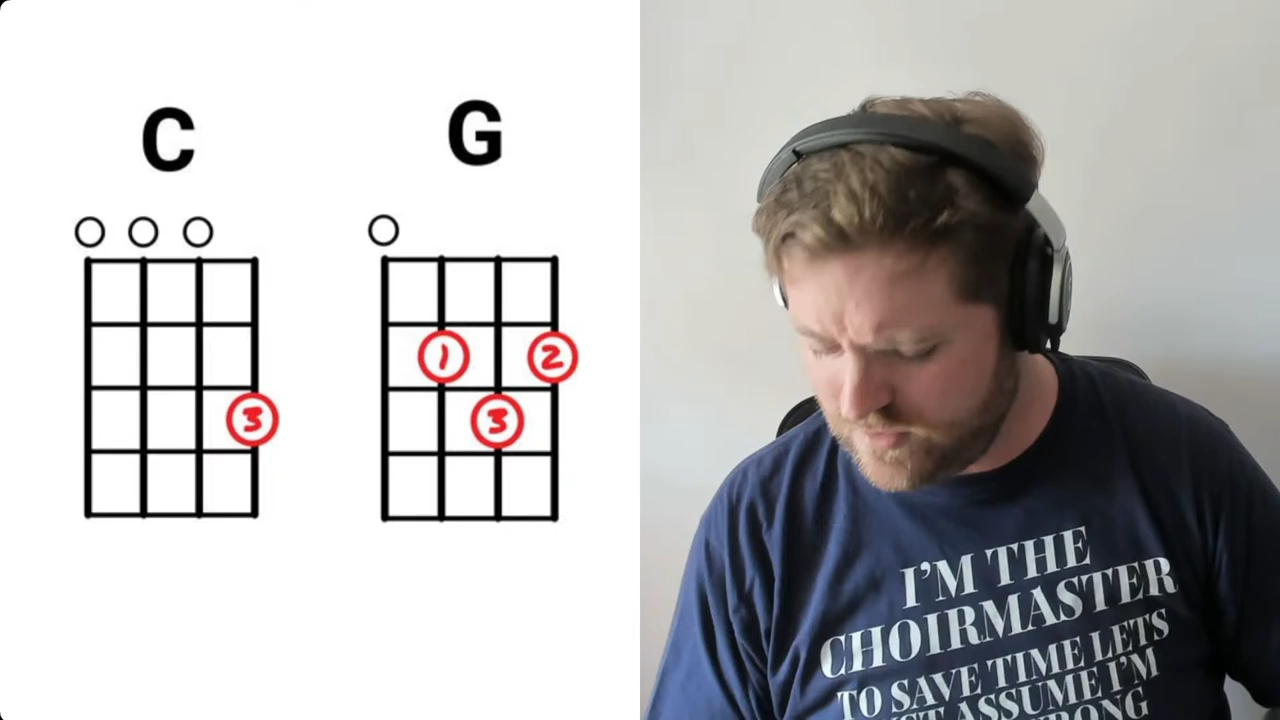 C
G
3
1
2
3
I'M THE
CHOIRMASTER
TO SAVE TIME LETS
ASSUME I'M